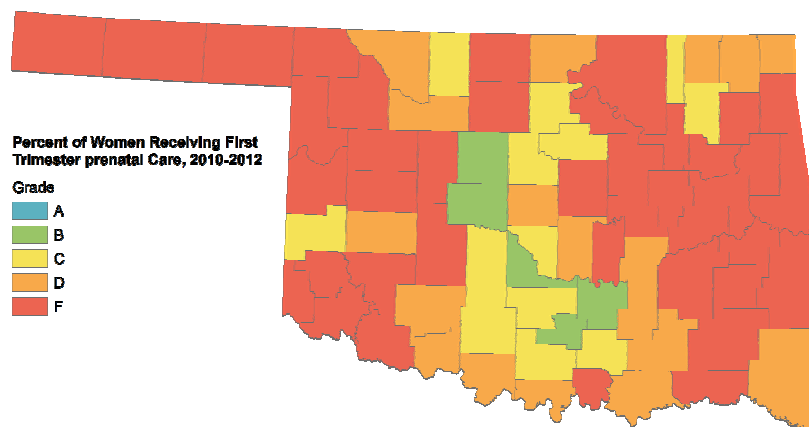 Percent of Women Receiving First
Trimester prenatal Care, 2010-2012
Grade
A
B
C
D
F